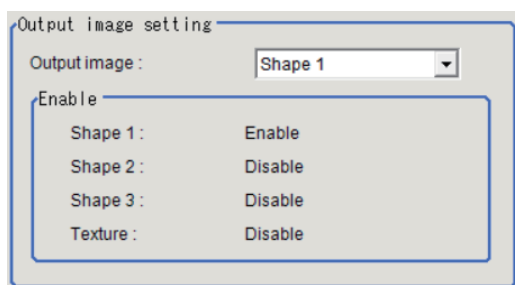 Output image setting
Output image : Shape 1
Enable
Shape 1 : Enable
Shape 2 : Disable
Shape 3 : Disable
Texture : Disable